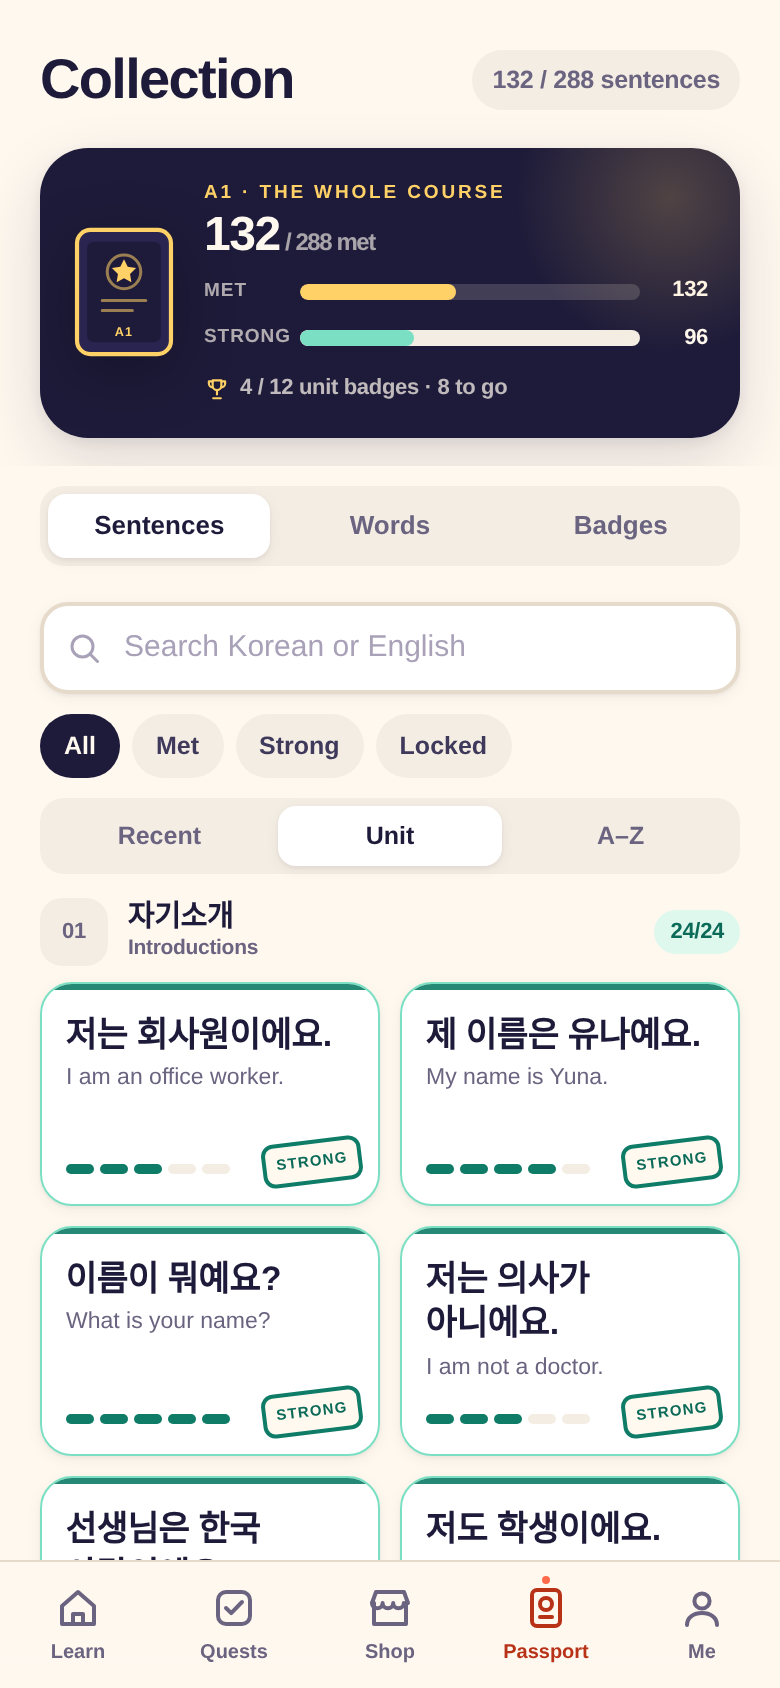 Collection
132 / 288 sentences
A1 · THE WHOLE COURSE
132 / 288 met
MET 132
STRONG 96
A1
4 / 12 unit badges · 8 to go
Sentences Words Badges
Search Korean or English
All Met Strong Locked
Recent Unit A–Z
01 자기소개
Introductions
24/24
저는 회사원이에요.
I am an office worker.
STRONG
제 이름은 유나예요.
My name is Yuna.
STRONG
이름이 뭐예요?
What is your name?
STRONG
저는 의사가
아니에요.
I am not a doctor.
STRONG
선생님은 한국
저도 학생이에요.
Learn Quests Shop Passport Me